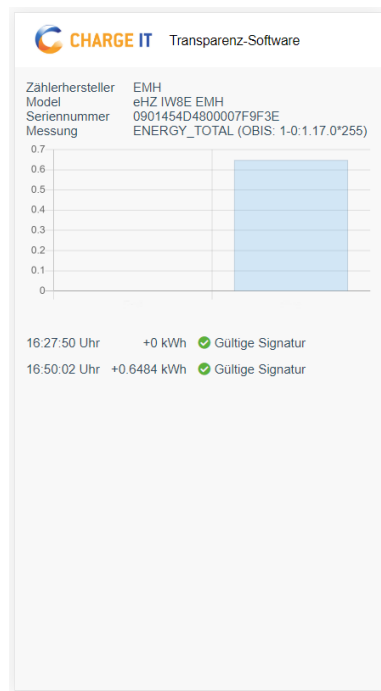 CHARGE IT Transparenz-Software
Zählerhersteller EMH
Model eHZ IW8E EMH
Seriennummer 0901454D4800007F9F3E
Messung ENERGY_TOTAL (OBIS: 1-0:1.17.0*255)
0.7
0.6
0.5
0.4
0.3
0.2
0.1
0
16:27:50 Uhr +0 kWh Gültige Signatur
16:50:02 Uhr +0.6484 kWh Gültige Signatur